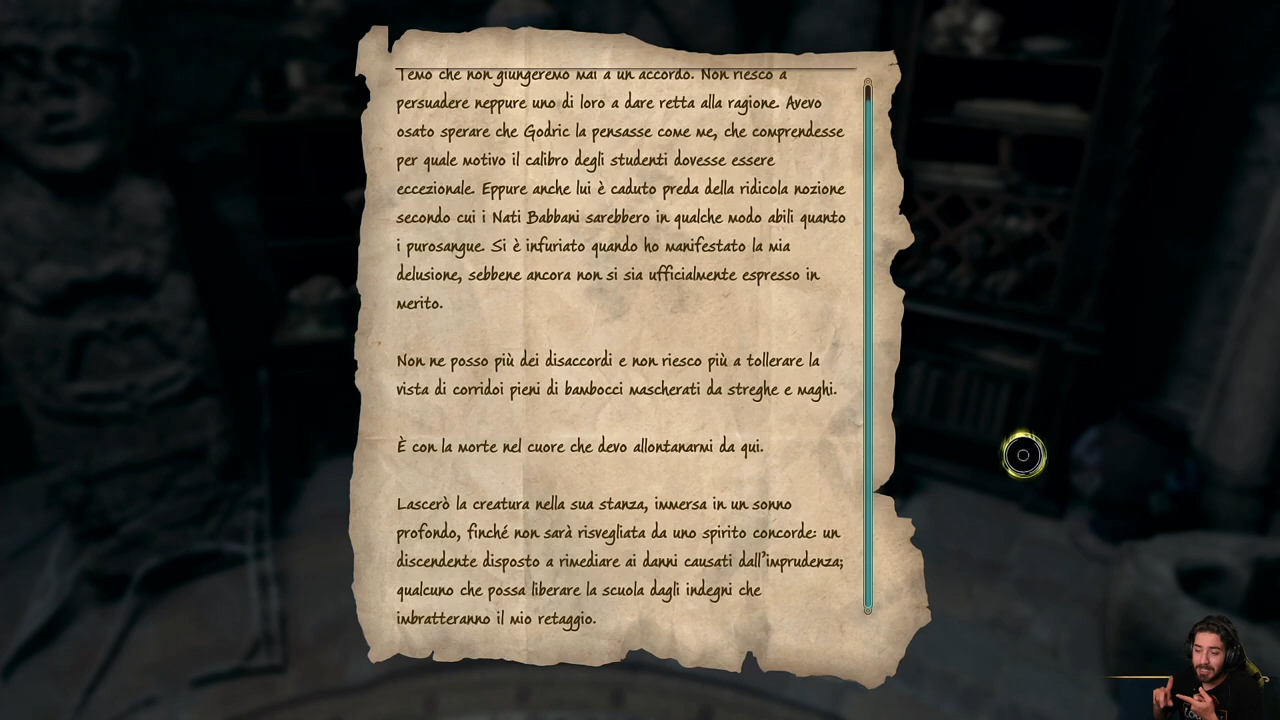 Temo che non giungeremo mai a un accordo. Non riesco a
persuadere neppure uno di loro a dare retta alla ragione. Avevo
osato sperare che Godric la pensasse come me, che comprendesse
per quale motivo il calibro degli studenti dovesse essere
eccezionale. Eppure anche lui è caduto preda della ridicola nozione
secondo cui i Nati Babbani sarebbero in qualche modo abili quanto
i purosangue. Si è infuriato quando ho manifestato la mia
delusione, sebbene ancora non si sia ufficialmente espresso in
merito.
Non ne posso più dei disaccordi e non riesco più a tollerare la
vista di corridoi pieni di bambocci mascherati da streghe e maghi.
È con la morte nel cuore che devo allontanarmi da qui.
Lascerò la creatura nella sua stanza, immersa in un sonno
profondo, finché non sarà risvegliata da uno spirito concorde: un
discendente disposto a rimediare ai danni causati dall'imprudenza;
qualcuno che possa liberare la scuola dagli indegni che
imbratteranno il mio retaggio.